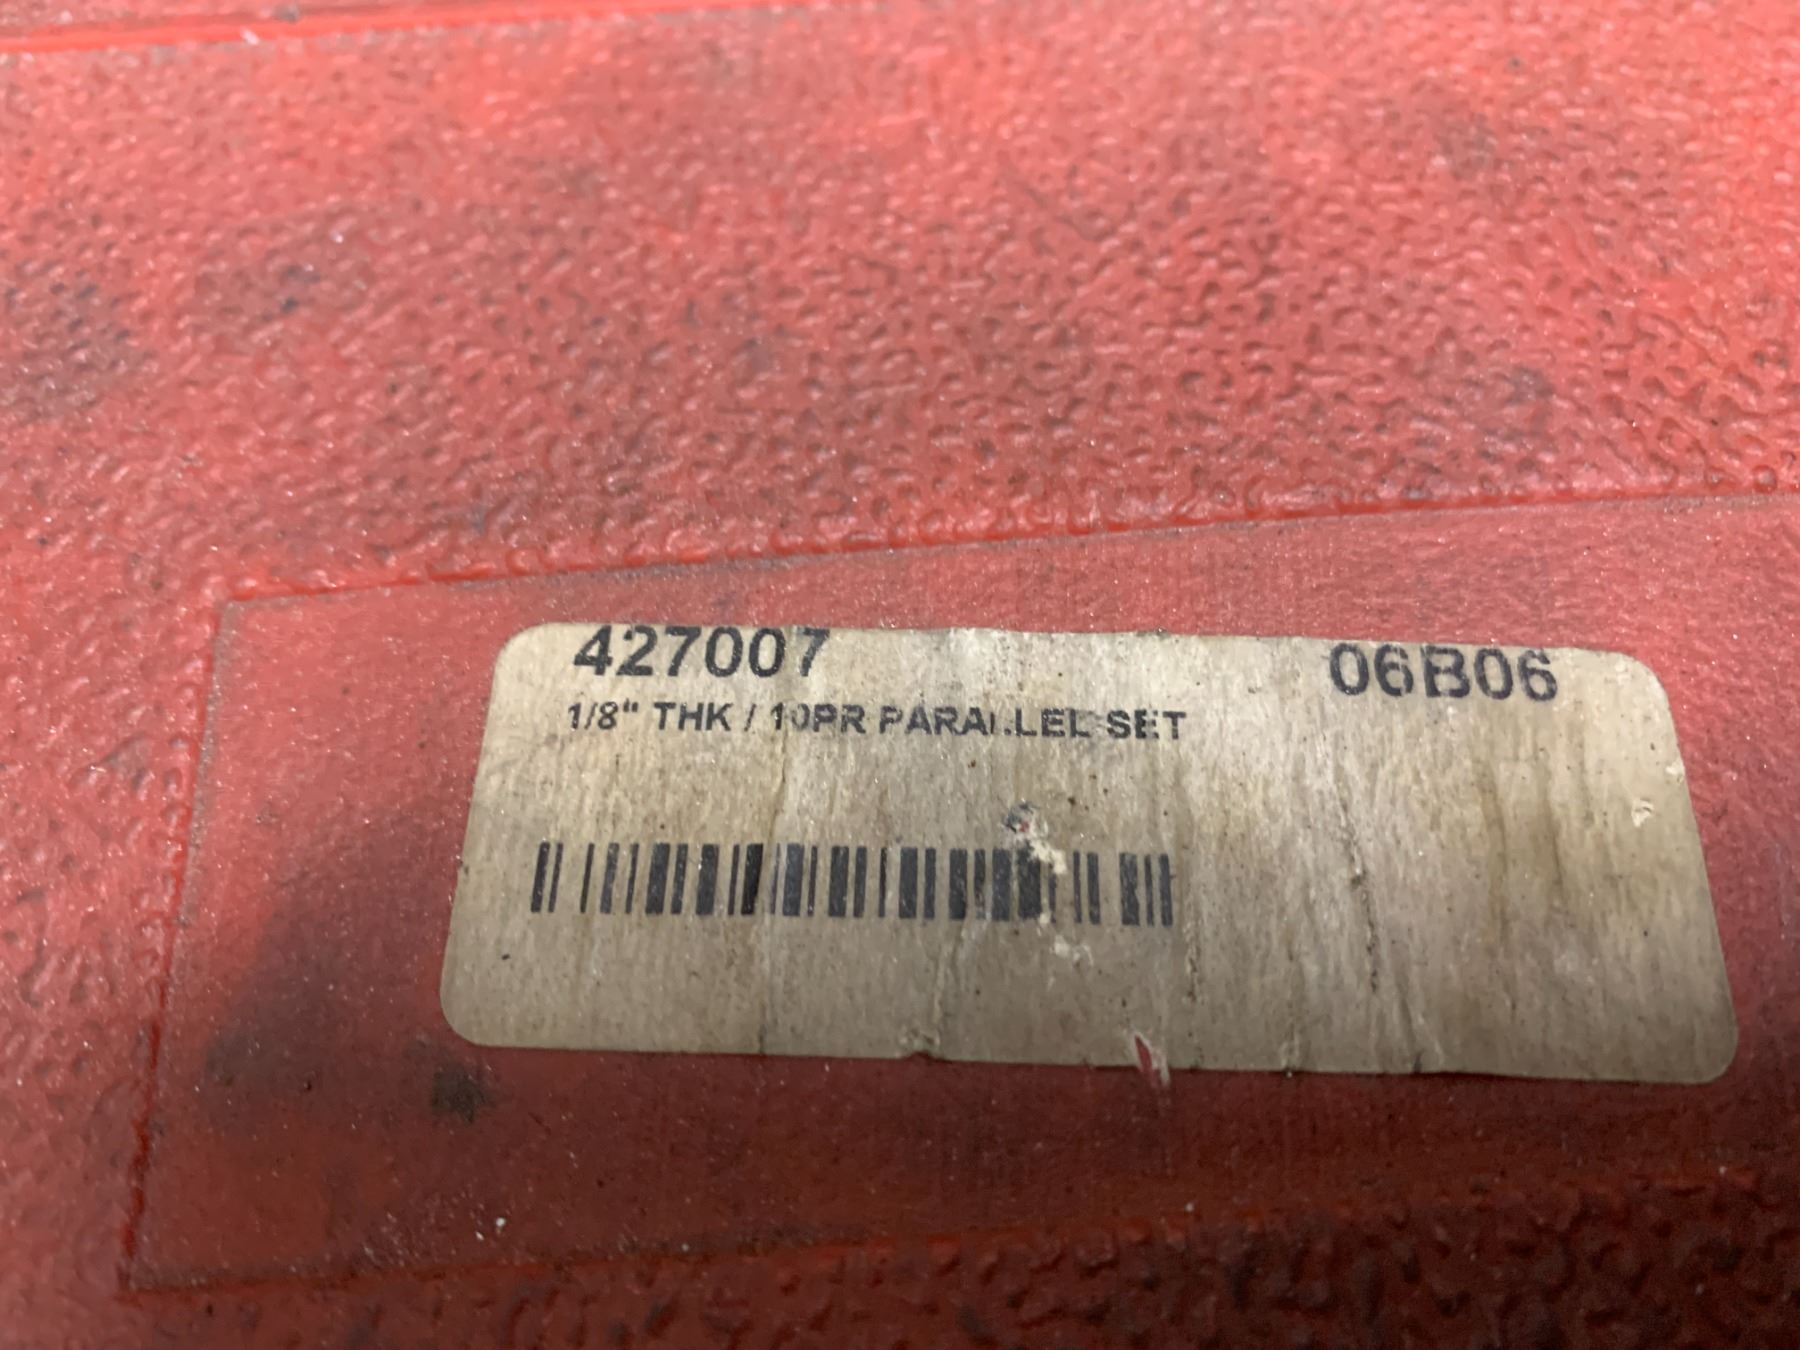 427007 06B06
1/8" THK / 10PR PARALLEL SET